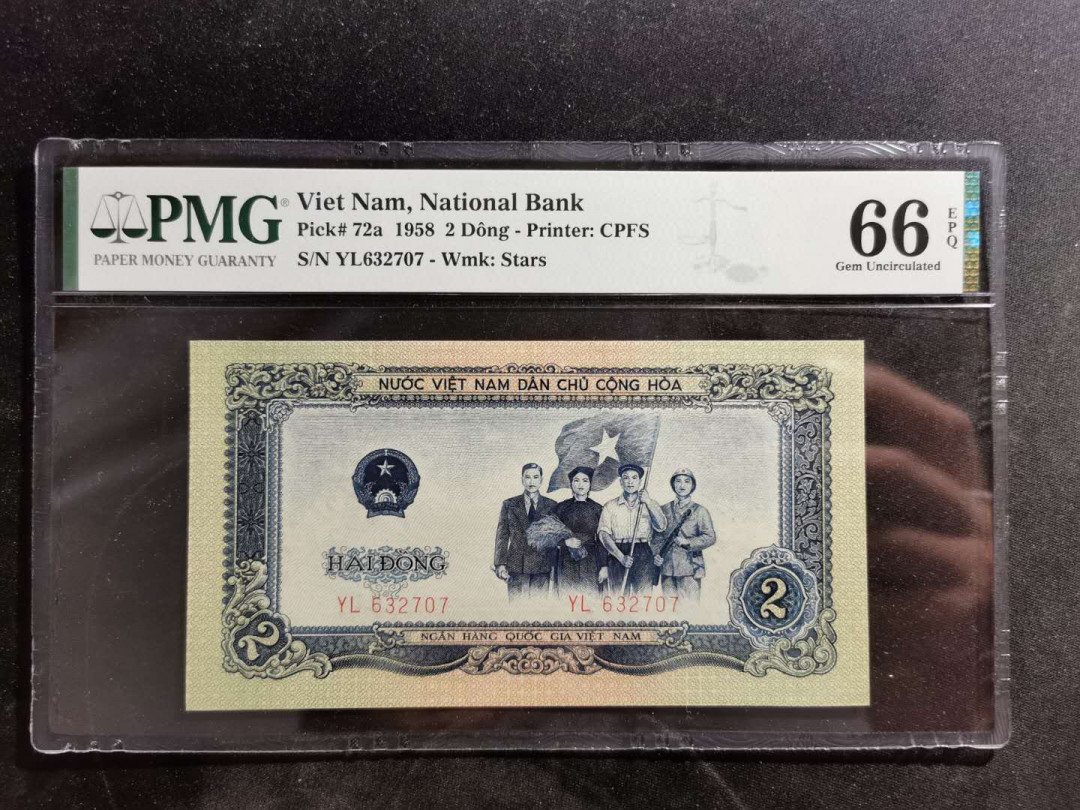 PMG®
PAPER MONEY GUARANTY
Viet Nam, National Bank
Pick# 72a 1958 2 Dông - Printer: CPFS
S/N YL632707 - Wmk: Stars
66
EPQ
Gem Uncirculated
NƯỚC VIỆT NAM DÂN CHỦ CỘNG HÒA
HAI ĐỒNG
YL 632707
YL 632707
2
2
NGÂN HÀNG QUỐC GIA VIỆT NAM